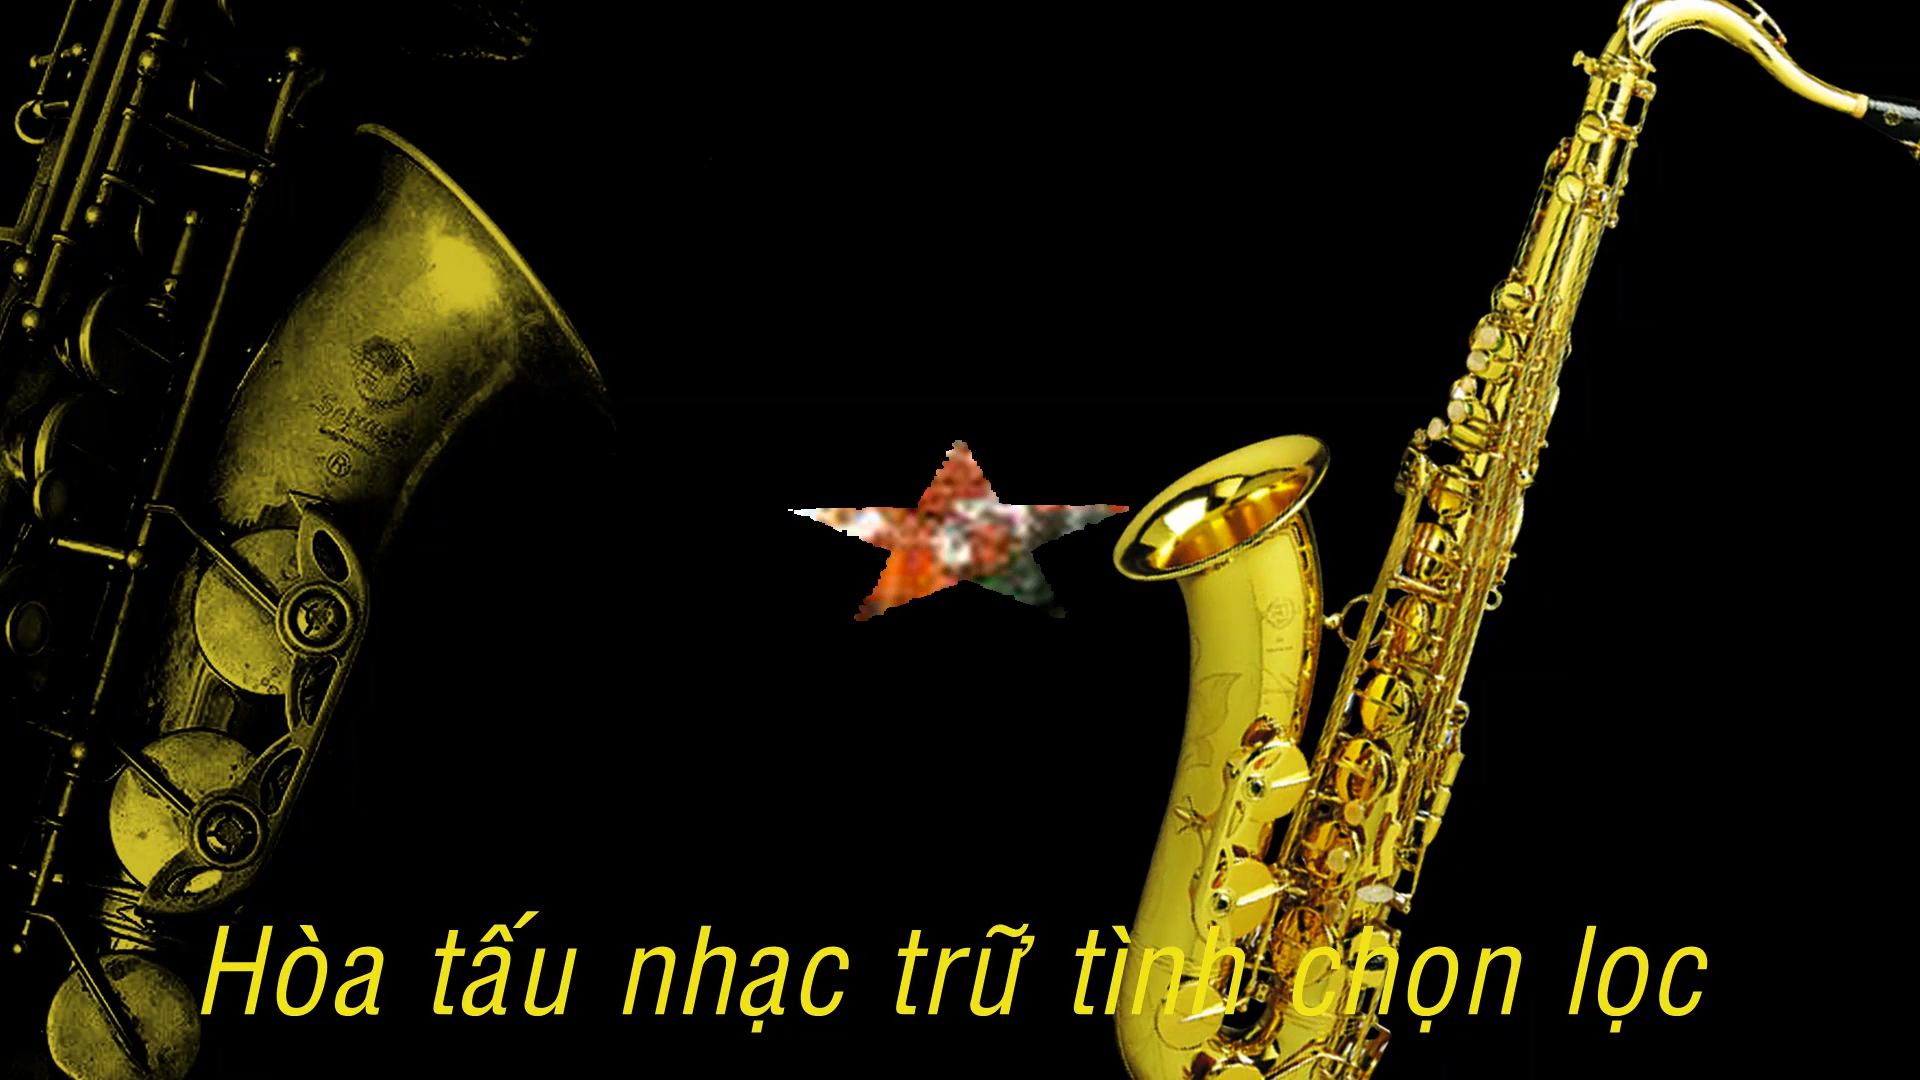 Hòa tấu nhạc trữ tình chọn lọc